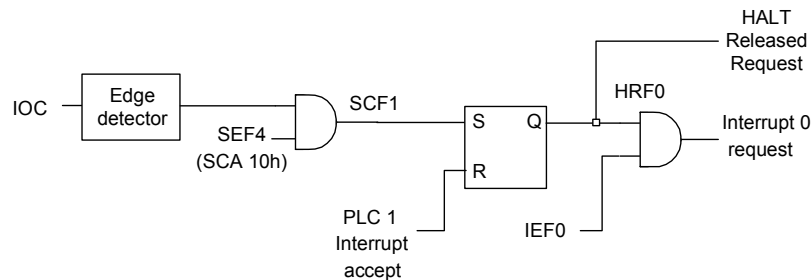 HALT
Released
Request
HRF0
IOC
Edge
detector
SCF1
SEF4
(SCA 10h)
S
Q
R
Interrupt 0
request
PLC 1
Interrupt
accept
IEF0